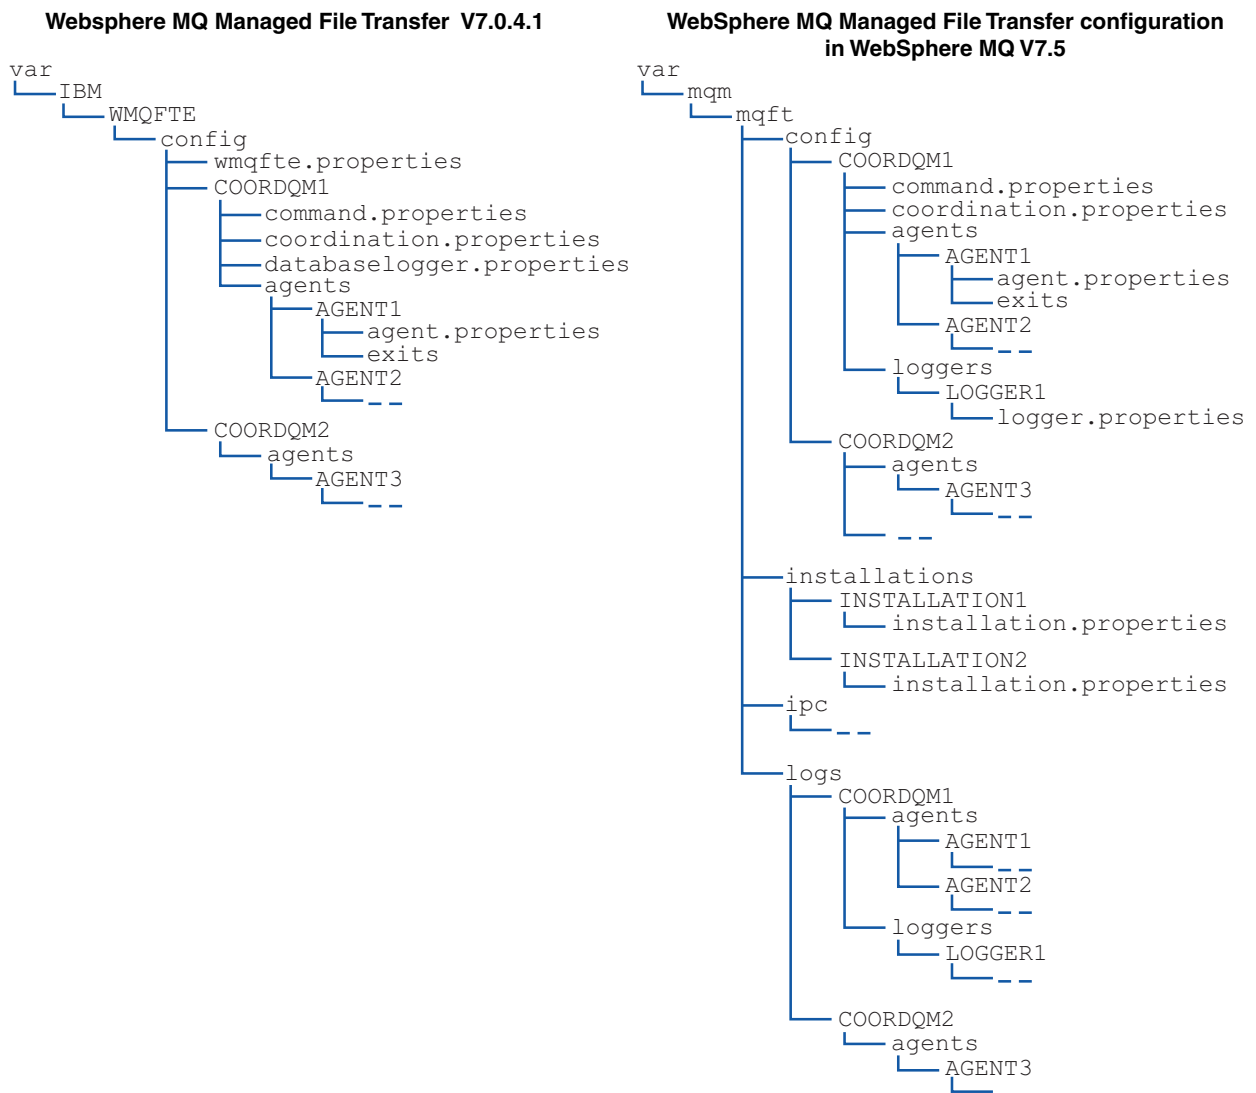 Websphere MQ Managed File Transfer V7.0.4.1
var
IBM
WMQFTE
config
wmqfte.properties
COORDQM1
command.properties
coordination.properties
databaselogger.properties
agents
AGENT1
agent.properties
exits
AGENT2
COORDQM2
agents
AGENT3
WebSphere MQ Managed File Transfer configuration
in WebSphere MQ V7.5
var
mqm
mqft
config
COORDQM1
command.properties
coordination.properties
agents
AGENT1
agent.properties
exits
AGENT2
loggers
LOGGER1
logger.properties
COORDQM2
agents
AGENT3
installations
INSTALLATION1
installation.properties
INSTALLATION2
installation.properties
ipc
logs
COORDQM1
agents
AGENT1
AGENT2
loggers
LOGGER1
COORDQM2
agents
AGENT3